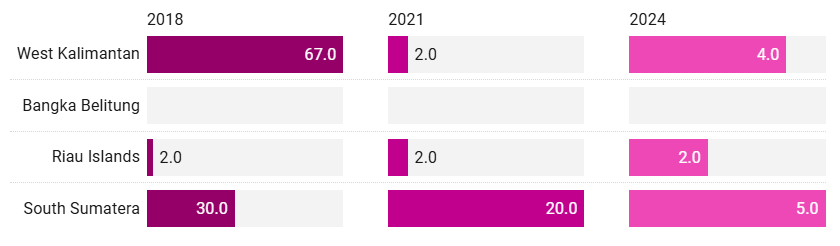 2018 2021 2024
West Kalimantan 67.0 2.0 4.0
Bangka Belitung
Riau Islands 2.0 2.0 2.0
South Sumatera 30.0 20.0 5.0